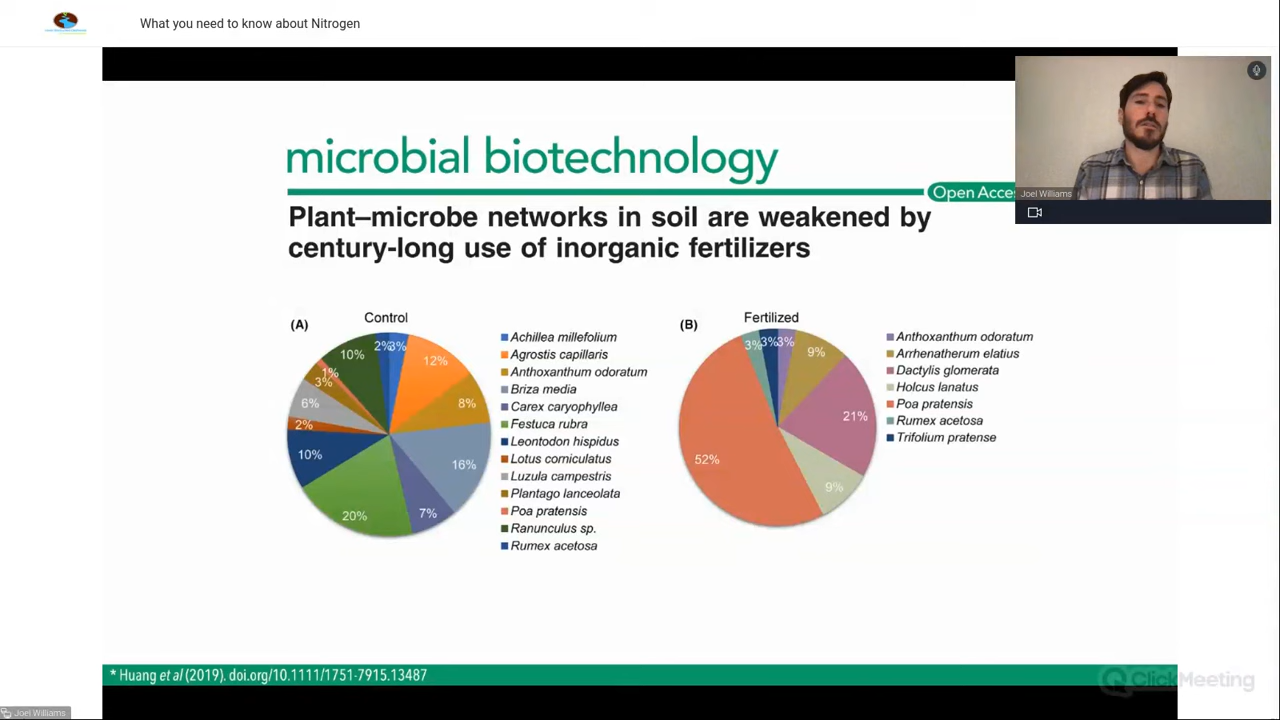 What you need to know about Nitrogen
microbial biotechnology
Open Acce
Joel Williams
Plant–microbe networks in soil are weakened by
century-long use of inorganic fertilizers
(A)
Control
2%
3%
12%
8%
16%
7%
20%
10%
2%
6%
3%
1%
10%
Achillea millefolium
Agrostis capillaris
Anthoxanthum odoratum
Briza media
Carex caryophyllea
Festuca rubra
Leontodon hispidus
Lotus corniculatus
Luzula campestris
Plantago lanceolata
Poa pratensis
Ranunculus sp.
Rumex acetosa
(B)
Fertilized
3%
3%
3%
9%
21%
9%
52%
Anthoxanthum odoratum
Arrhenatherum elatius
Dactylis glomerata
Holcus lanatus
Poa pratensis
Rumex acetosa
Trifolium pratense
* Huang et al (2019). doi.org/10.1111/1751-7915.13487
ClickMeeting
Joel Williams